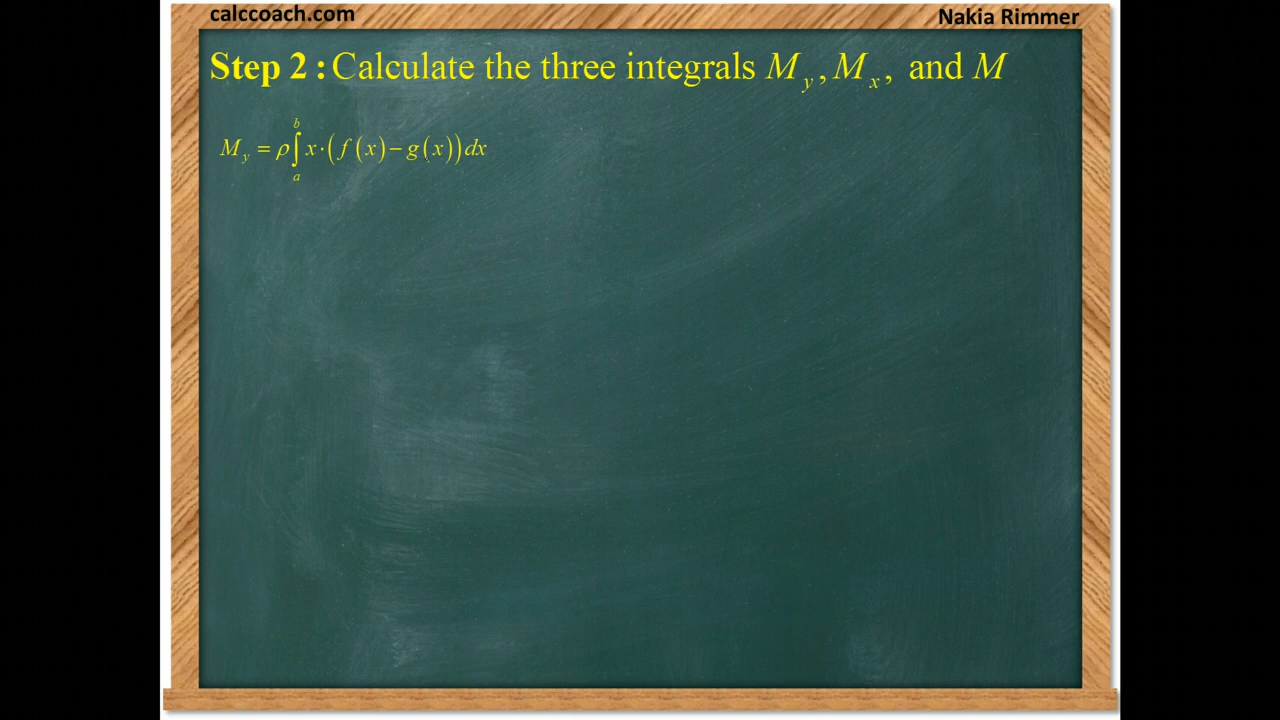 calccoach.com
Nakia Rimmer
Step 2 : Calculate the three integrals M_y, M_x, and M
M_y = ρ∫_a^b x·(f(x)−g(x))dx